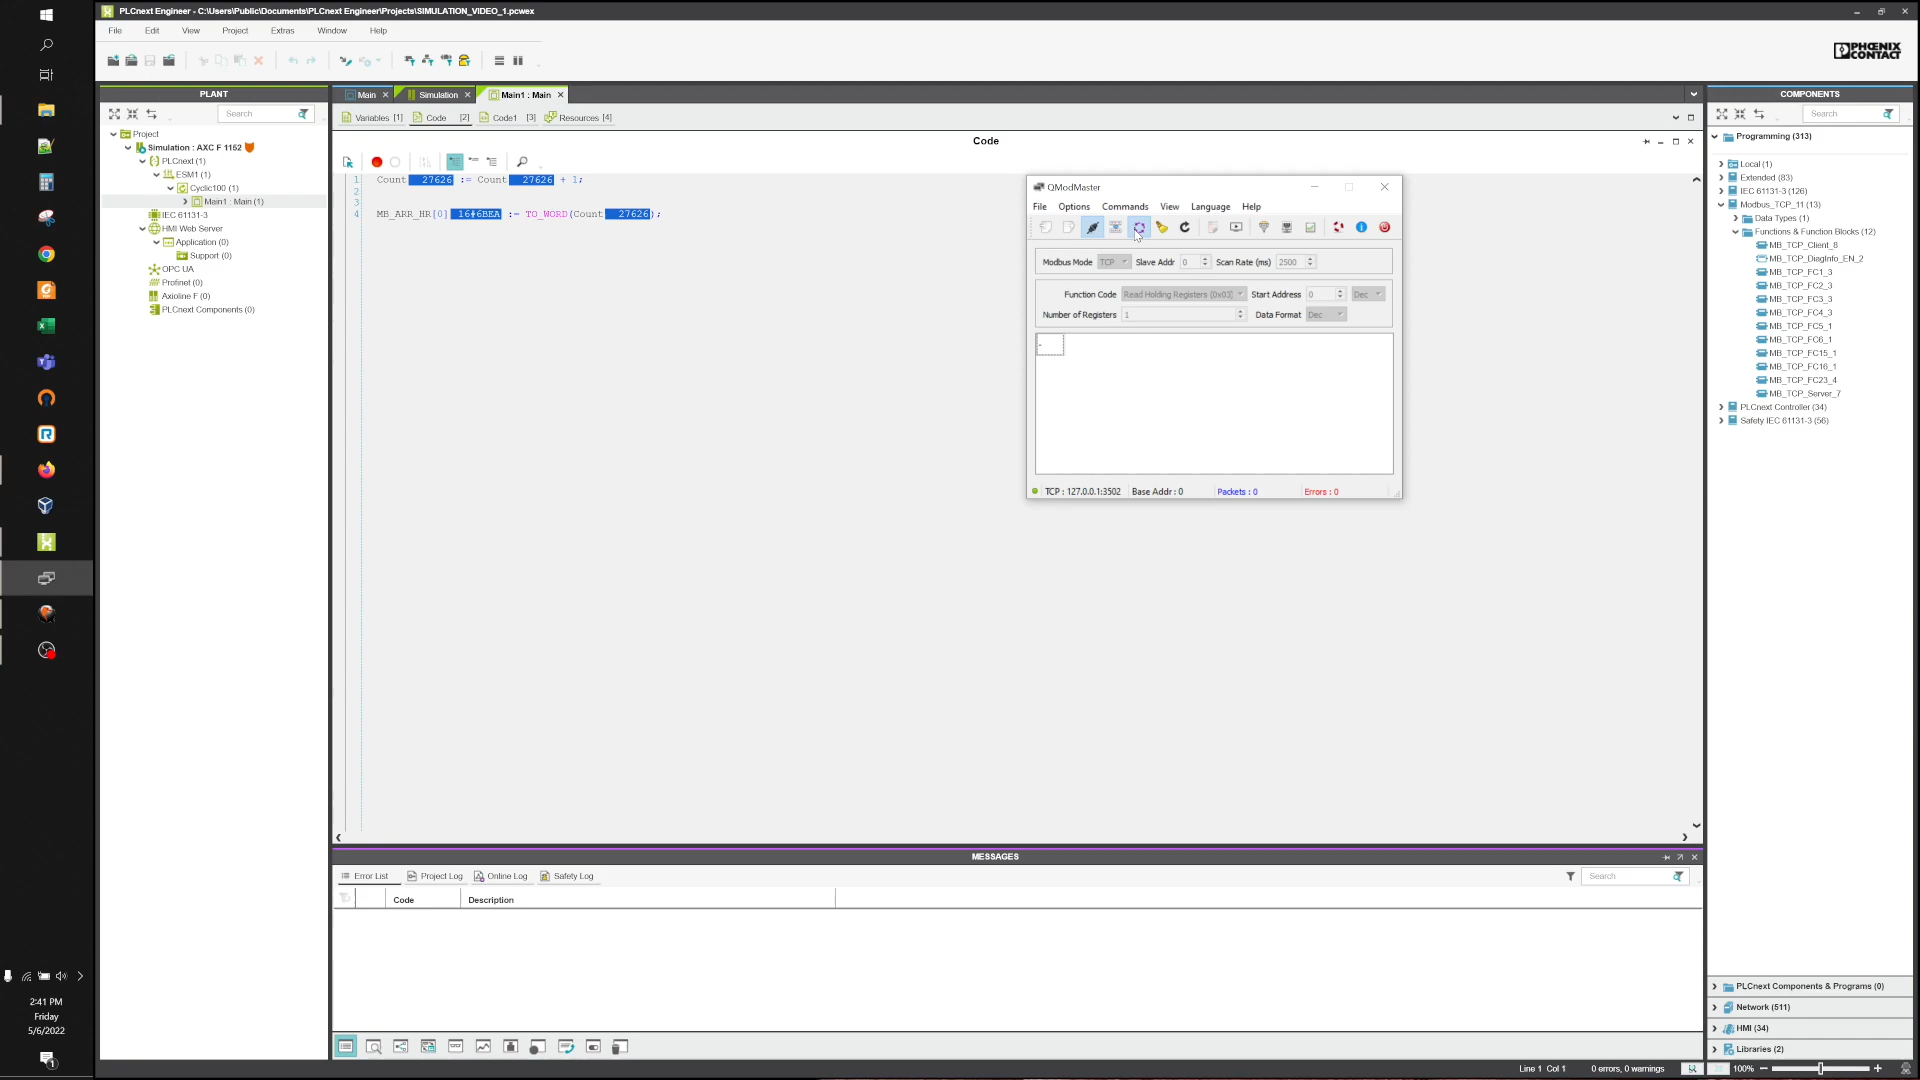 PLCnext Engineer - C:\Users\Public\Documents\PLCnext Engineer\Projects\SIMULATION_VIDEO_1.pcwex
File Edit View Project Extras Window Help
PHŒNIX CONTACT
PLANT
Search
Project
Simulation : AXC F 1152
PLCnext (1)
ESM1 (1)
Cyclic100 (1)
Main1 : Main (1)
IEC 61131-3
HMI Web Server
Application (0)
Support (0)
OPC UA
Profinet (0)
Axioline F (0)
PLCnext Components (0)
Main Simulation Main1 : Main
Variables [1] Code [2] Code1 [3] Resources [4]
Code
1 Count 27626 := Count 27626 + 1;
2
3
4 MB_ARR_HR[0] 16#6BEA := TO_WORD(Count 27626);
QModMaster
File Options Commands View Language Help
Modbus Mode TCP Slave Addr 0 Scan Rate (ms) 2500
Function Code Read Holding Registers (0x03) Start Address 0 Dec
Number of Registers 1 Data Format Dec
-
TCP : 127.0.0.1:3502 Base Addr : 0 Packets : 0 Errors : 0
COMPONENTS
Search
Programming (313)
Local (1)
Extended (83)
IEC 61131-3 (126)
Modbus_TCP_11 (13)
Data Types (1)
Functions & Function Blocks (12)
MB_TCP_Client_8
MB_TCP_DiagInfo_EN_2
MB_TCP_FC1_3
MB_TCP_FC2_3
MB_TCP_FC3_3
MB_TCP_FC4_3
MB_TCP_FC5_1
MB_TCP_FC6_1
MB_TCP_FC15_1
MB_TCP_FC16_1
MB_TCP_FC23_4
MB_TCP_Server_7
PLCnext Controller (34)
Safety IEC 61131-3 (56)
PLCnext Components & Programs (0)
Network (511)
HMI (34)
Libraries (2)
MESSAGES
Error List Project Log Online Log Safety Log
Search
Code Description
Line 1 Col 1 0 errors, 0 warnings 100%
2:41 PM
Friday
5/6/2022
1